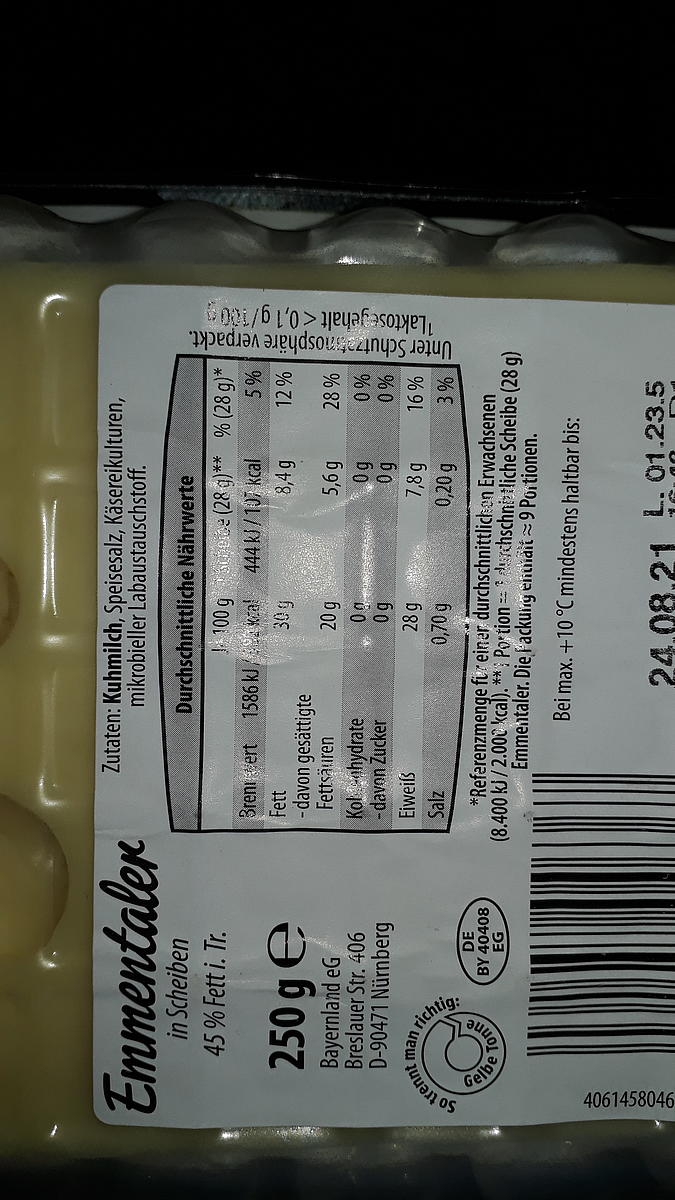 Emmentaler
in Scheiben
45 % Fett i. Tr.
250 g e
Bayernland eG
Breslauer Str. 406
D-90471 Nürnberg
So trennt man richtig:
Gelbe Tonne
DE
BY 40408
EG
Zutaten: Kuhmilch, Speisesalz, Käsereikulturen,
mikrobieller Labaustauschstoff.
Durchschnittliche Nährwerte
100 g (28 g)** % (28 g)*
Brennwert 1586 kJ / kcal 444 kJ / 107 kcal 5 %
Fett 30 g 8,4 g 12 %
- davon gesättigte
Fettsäuren 20 g 5,6 g 28 %
Kohlenhydrate 0 g 0 g 0 %
- davon Zucker 0 g 0 g 0 %
Eiweiß 28 g 7,8 g 16 %
Salz 0,70 g 0,20 g 3 %
Unter Schutzatmosphäre verpackt.
¹Laktosegehalt < 0,1 g/100 g
*Referenzmenge für einen durchschnittlichen Erwachsenen
(8.400 kJ / 2.000 kcal). ** Portion = 1 durchschnittliche Scheibe (28 g)
Emmentaler. Die Packung enthält ≈ 9 Portionen.
Bei max. +10 °C mindestens haltbar bis:
24.08.21 L. 01.23.5
4061458046